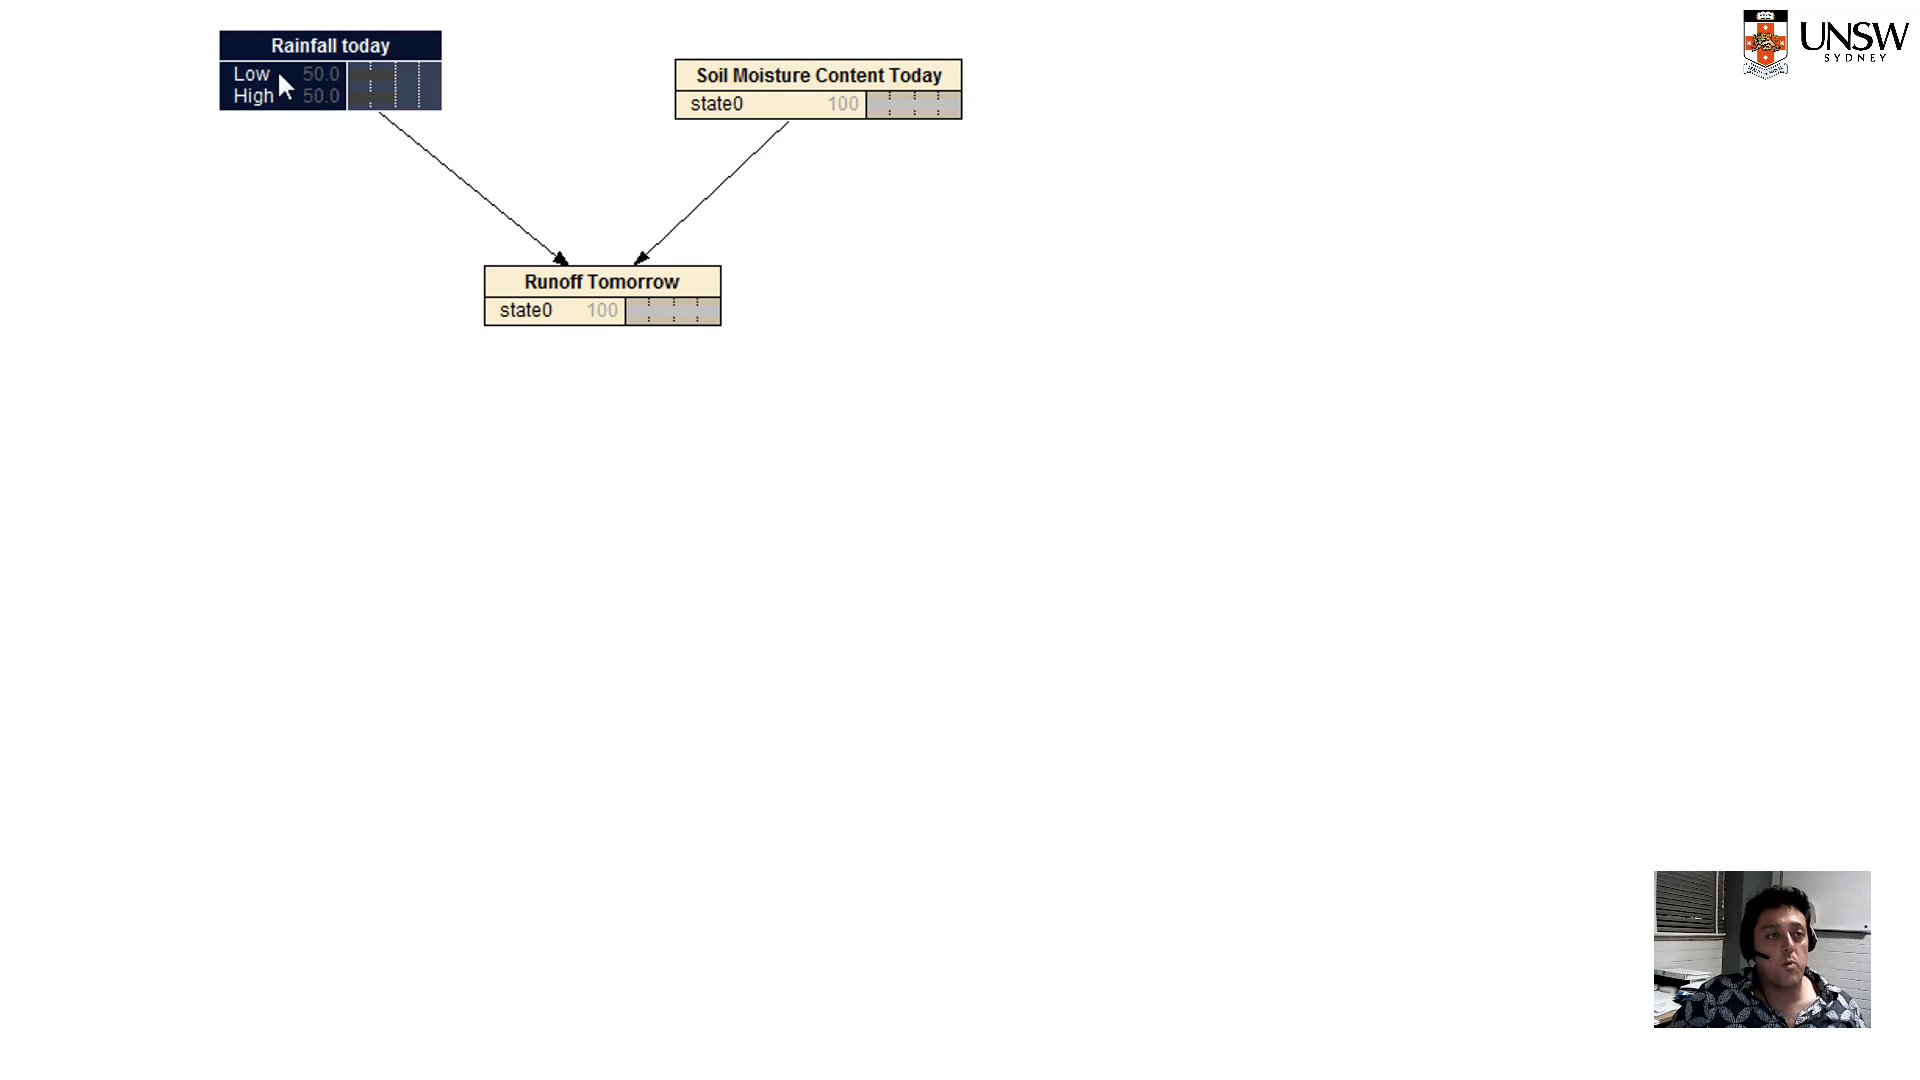 Rainfall today
Low 50.0
High 50.0
Soil Moisture Content Today
state0 100
Runoff Tomorrow
state0 100
UNSW
SYDNEY